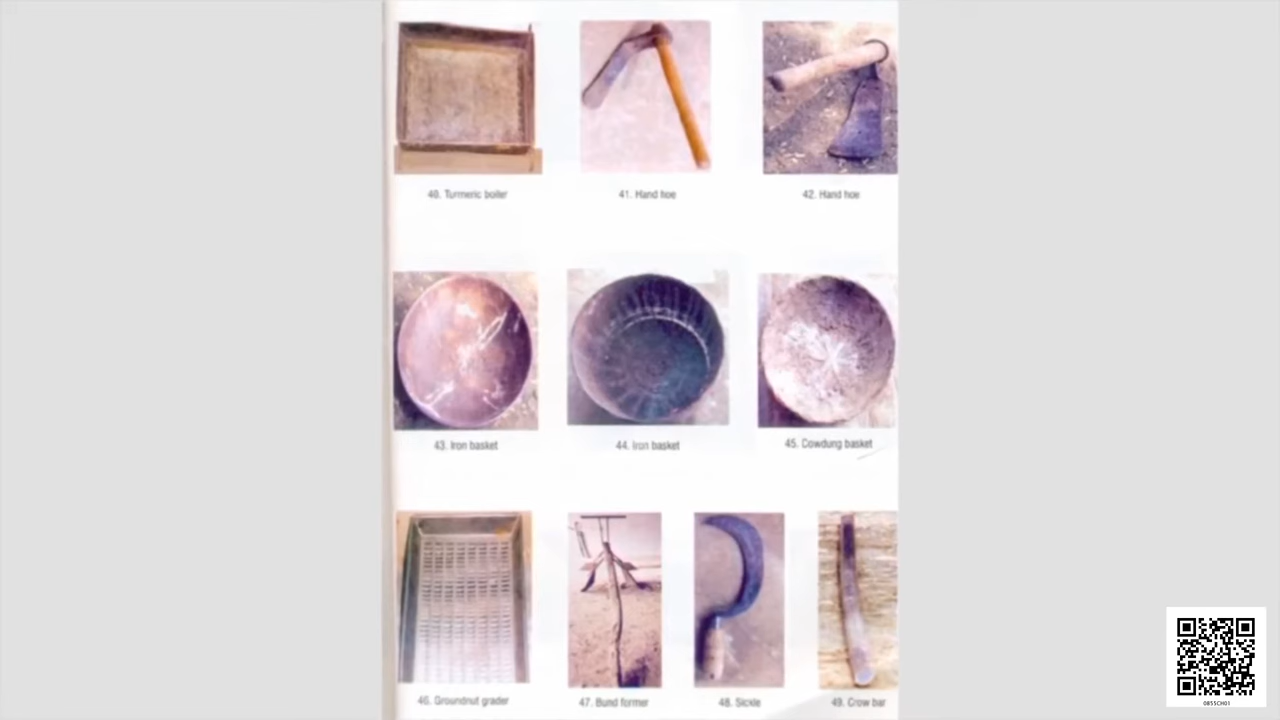 40. Turmeric boiler
41. Hand hoe
42. Hand hoe
43. Iron basket
44. Iron basket
45. Cowdung basket
46. Groundnut grader
47. Bund former
48. Sickle
49. Crow bar
0855CH01